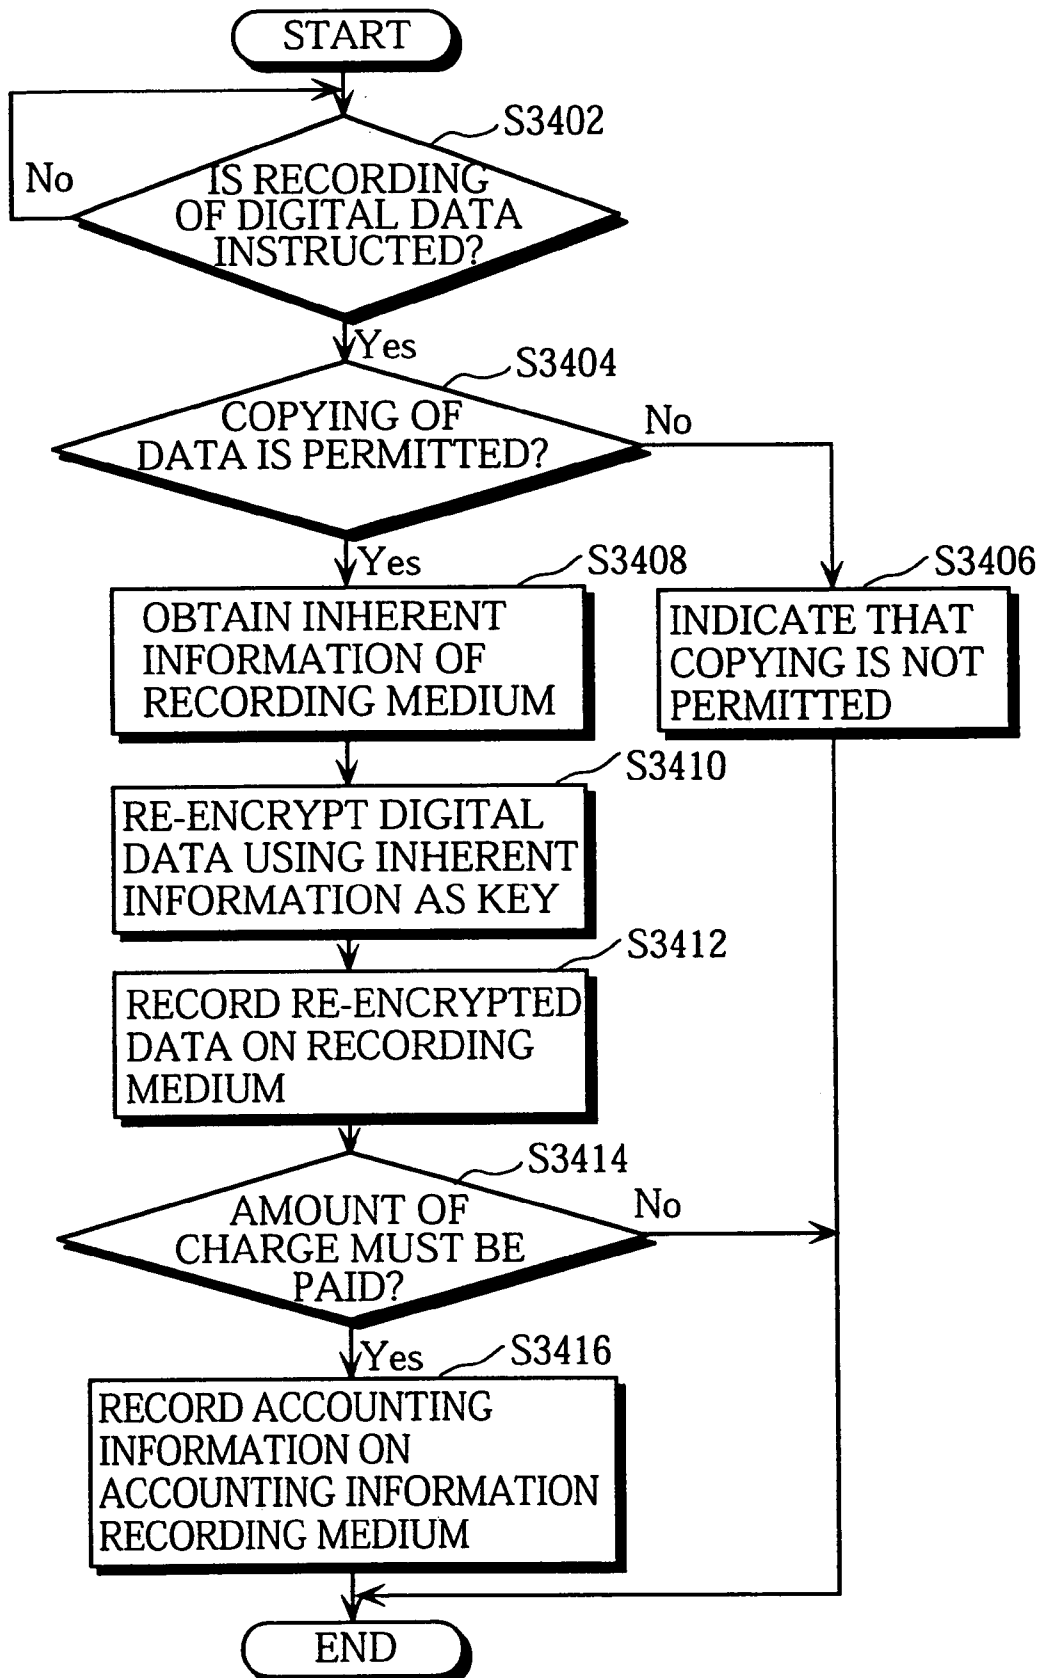 START
S3402
No
IS RECORDING
OF DIGITAL DATA
INSTRUCTED?
Yes
S3404
COPYING OF
DATA IS PERMITTED?
No
Yes
S3408
S3406
OBTAIN INHERENT
INFORMATION OF
RECORDING MEDIUM
INDICATE THAT
COPYING IS NOT
PERMITTED
S3410
RE-ENCRYPT DIGITAL
DATA USING INHERENT
INFORMATION AS KEY
S3412
RECORD RE-ENCRYPTED
DATA ON RECORDING
MEDIUM
S3414
AMOUNT OF
CHARGE MUST BE
PAID?
No
Yes
S3416
RECORD ACCOUNTING
INFORMATION ON
ACCOUNTING INFORMATION
RECORDING MEDIUM
END